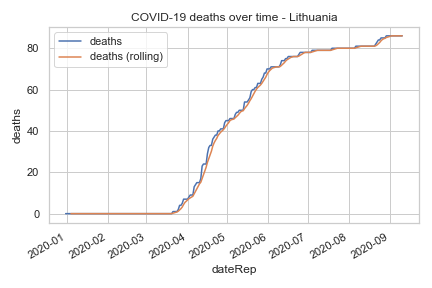 COVID-19 deaths over time - Lithuania
deaths
deaths (rolling)
80
60
40
20
0
deaths
2020-01
2020-02
2020-03
2020-04
2020-05
2020-06
2020-07
2020-08
2020-09
dateRep